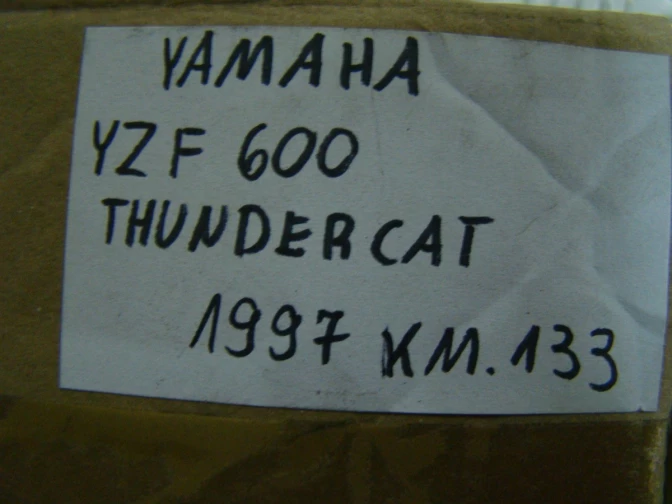 YAMAHA
YZF 600
THUNDERCAT
1997 KM.133